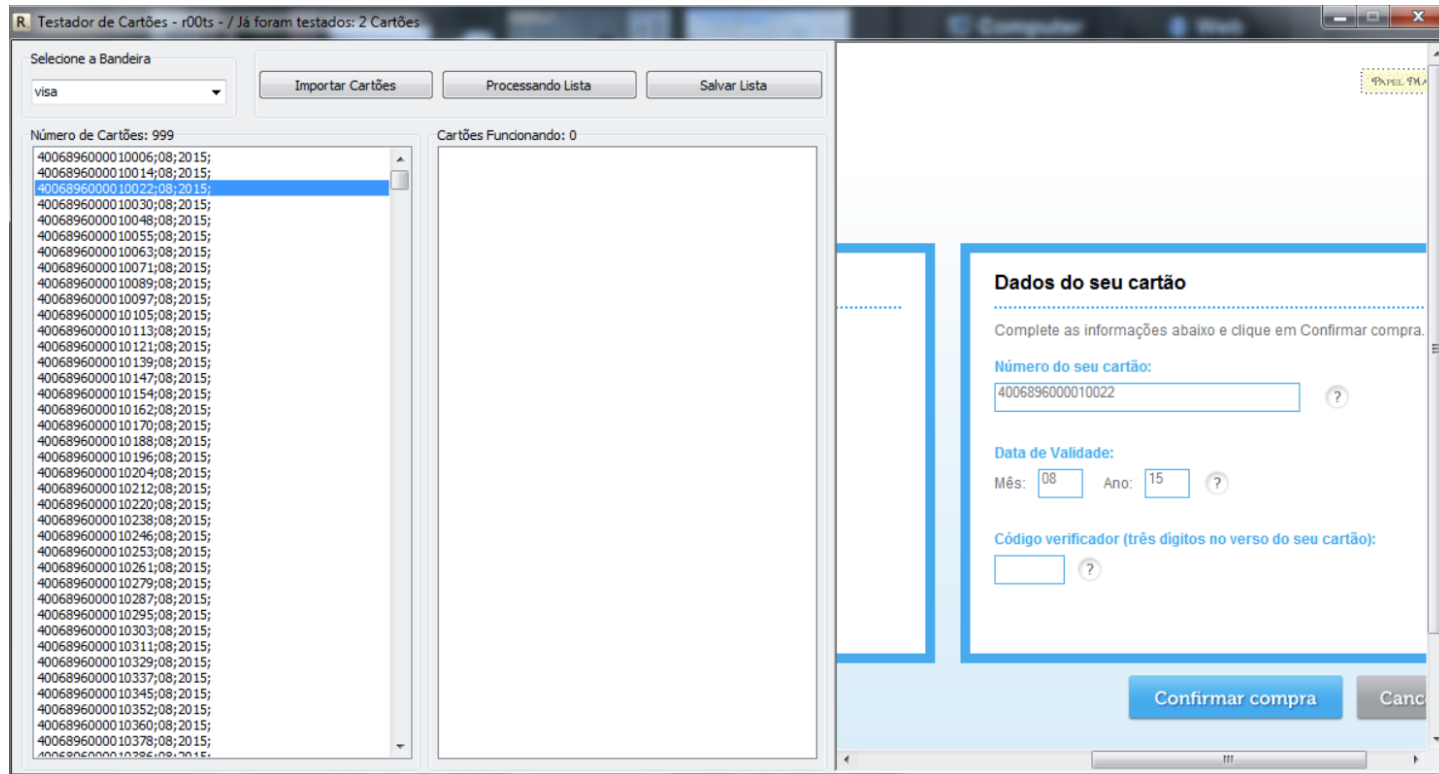 Testador de Cartões - r00ts - / Já foram testados: 2 Cartões
Computer
Web
Selecione a Bandeira
visa
Importar Cartões
Processando Lista
Salvar Lista
Número de Cartões: 999
4006896000010006;08;2015;
4006896000010014;08;2015;
4006896000010022;08;2015;
4006896000010030;08;2015;
4006896000010048;08;2015;
4006896000010055;08;2015;
4006896000010063;08;2015;
4006896000010071;08;2015;
4006896000010089;08;2015;
4006896000010097;08;2015;
4006896000010105;08;2015;
4006896000010113;08;2015;
4006896000010121;08;2015;
4006896000010139;08;2015;
4006896000010147;08;2015;
4006896000010154;08;2015;
4006896000010162;08;2015;
4006896000010170;08;2015;
4006896000010188;08;2015;
4006896000010196;08;2015;
4006896000010204;08;2015;
4006896000010212;08;2015;
4006896000010220;08;2015;
4006896000010238;08;2015;
4006896000010246;08;2015;
4006896000010253;08;2015;
4006896000010261;08;2015;
4006896000010279;08;2015;
4006896000010287;08;2015;
4006896000010295;08;2015;
4006896000010303;08;2015;
4006896000010311;08;2015;
4006896000010329;08;2015;
4006896000010337;08;2015;
4006896000010345;08;2015;
4006896000010352;08;2015;
4006896000010360;08;2015;
4006896000010378;08;2015;
Cartões Funcionando: 0
Papel Ma
Dados do seu cartão
Complete as informações abaixo e clique em Confirmar compra.
Número do seu cartão:
4006896000010022
?
Data de Validade:
Mês: 08 Ano: 15 ?
Código verificador (três dígitos no verso do seu cartão):
?
Confirmar compra
Canc